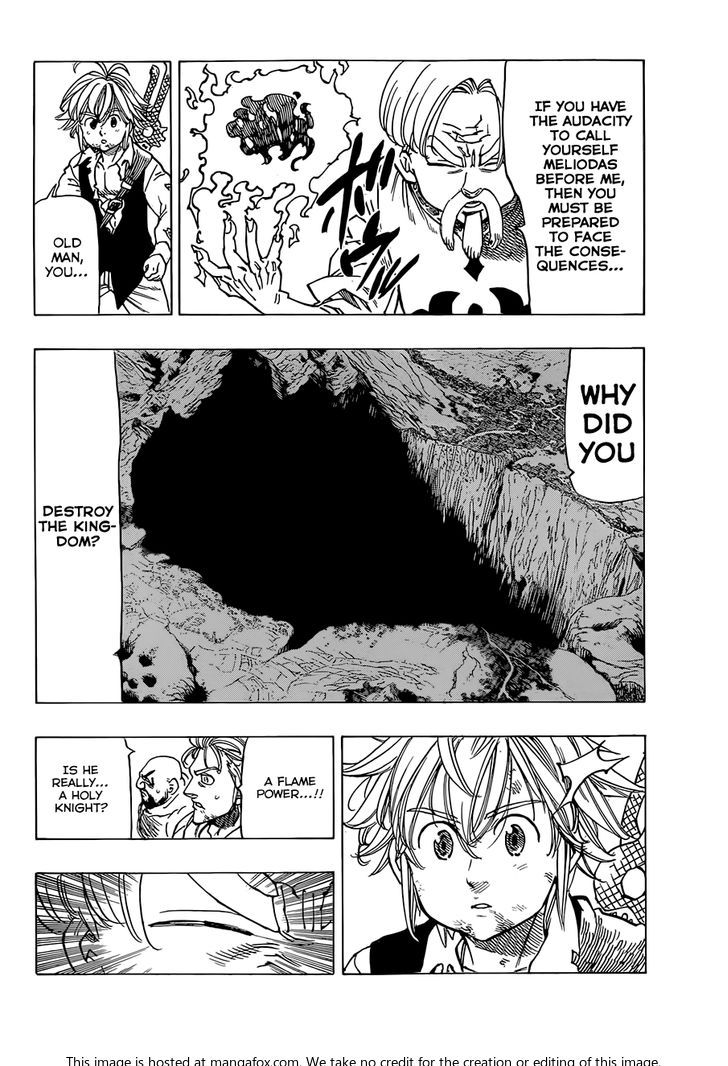 IF YOU HAVE
THE AUDACITY
TO CALL
YOURSELF
MELIODAS
BEFORE ME,
THEN YOU
MUST BE
PREPARED
TO FACE
THE CONSE-
QUENCES...
OLD
MAN,
YOU...
WHY
DID
YOU
DESTROY
THE KING-
DOM?
A FLAME
POWER...!!
IS HE
REALLY...
A HOLY
KNIGHT?
This image is hosted at mangafox.com. We take no credit for the creation or editing of this image.